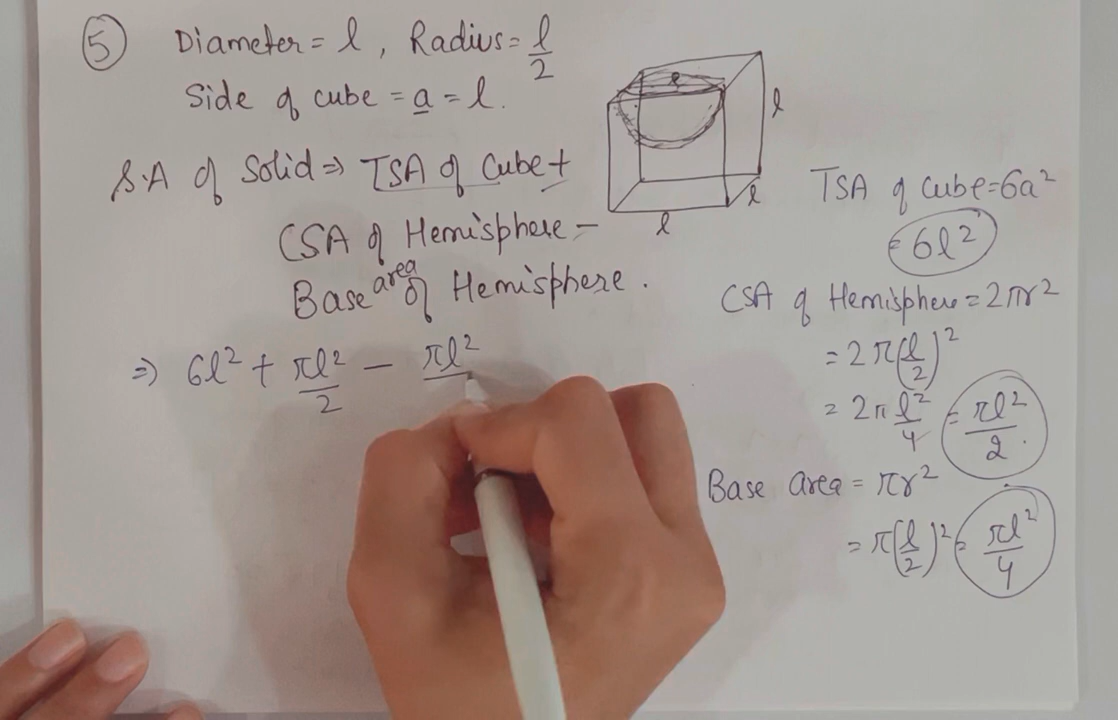 5 Diameter = l, Radius = l/2
Side of cube = a = l.
S.A of Solid ⇒ TSA of Cube +
CSA of Hemisphere -
Base area of Hemisphere.
⇒ 6l² + πl²/2 - πl²
l
l
l
l
TSA of cube = 6a²
= 6l²
CSA of Hemisphere = 2πr²
= 2π(l/2)²
= 2π l²/4 = πl²/2.
Base area = πr²
= π(l/2)² = πl²/4